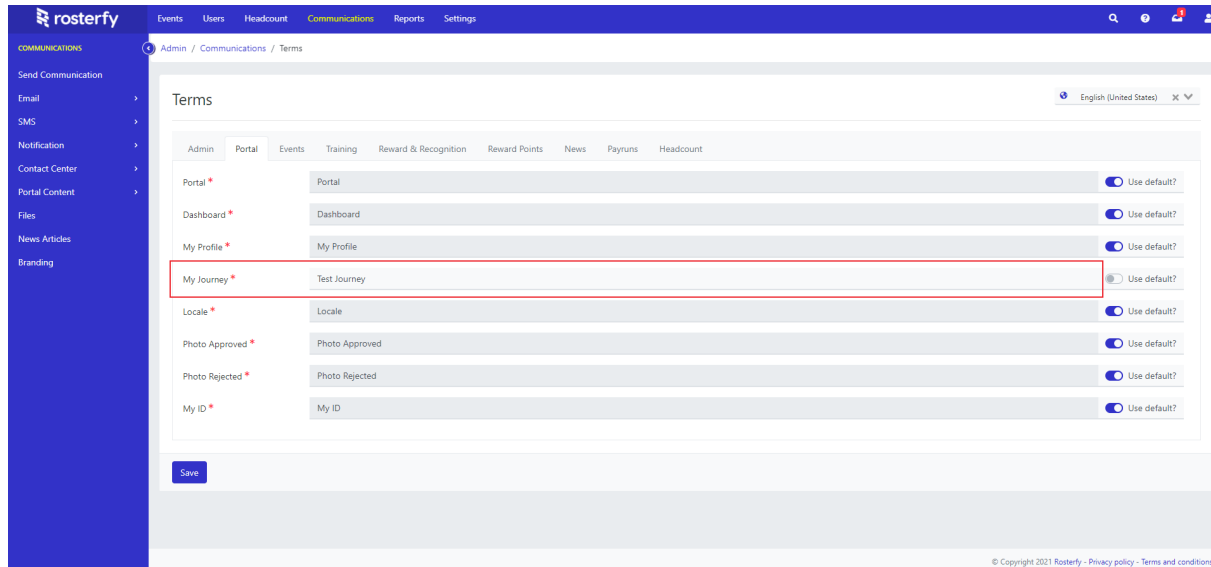 rosterfy
Events Users Headcount Communications Reports Settings
1
COMMUNICATIONS
Admin / Communications / Terms
Send Communication
Email
SMS
Notification
Contact Center
Portal Content
Files
News Articles
Branding
Terms
English (United States)
Admin Portal Events Training Reward & Recognition Reward Points News Payruns Headcount
Portal * Portal Use default?
Dashboard * Dashboard Use default?
My Profile * My Profile Use default?
My Journey * Test Journey Use default?
Locale * Locale Use default?
Photo Approved * Photo Approved Use default?
Photo Rejected * Photo Rejected Use default?
My ID * My ID Use default?
Save
© Copyright 2021 Rosterfy - Privacy policy - Terms and conditions